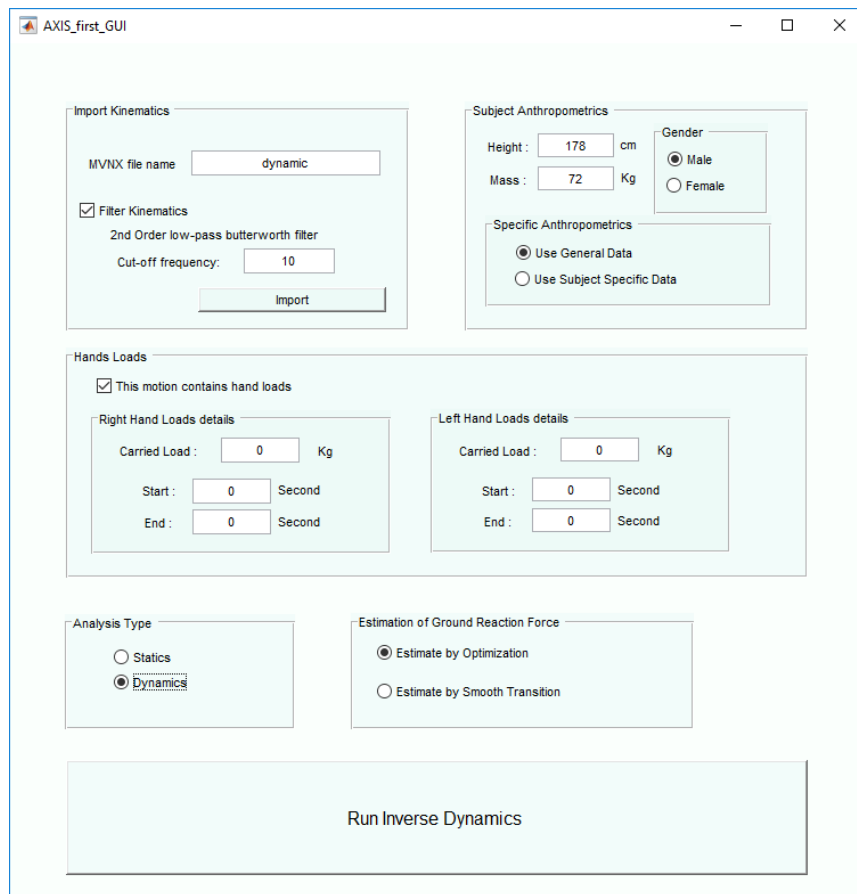 AXIS_first_GUI
Import Kinematics
MVNX file name dynamic
Filter Kinematics
2nd Order low-pass butterworth filter
Cut-off frequency: 10
Import
Subject Anthropometrics
Height : 178 cm
Mass : 72 Kg
Gender
Male
Female
Specific Anthropometrics
Use General Data
Use Subject Specific Data
Hands Loads
This motion contains hand loads
Right Hand Loads details
Carried Load : 0 Kg
Start : 0 Second
End : 0 Second
Left Hand Loads details
Carried Load : 0 Kg
Start : 0 Second
End : 0 Second
Analysis Type
Statics
Dynamics
Estimation of Ground Reaction Force
Estimate by Optimization
Estimate by Smooth Transition
Run Inverse Dynamics